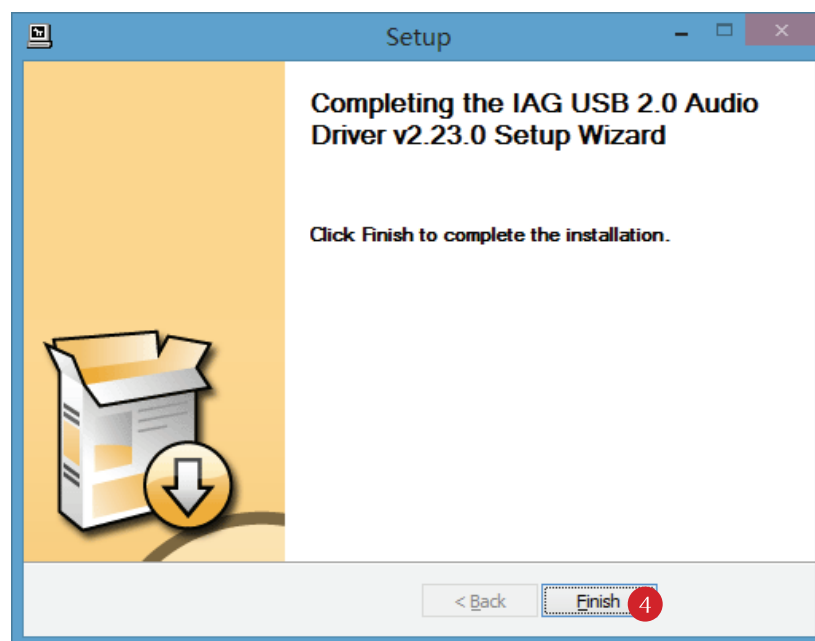 Setup
Completing the IAG USB 2.0 Audio
Driver v2.23.0 Setup Wizard
Click Finish to complete the installation.
< Back
Finish
4